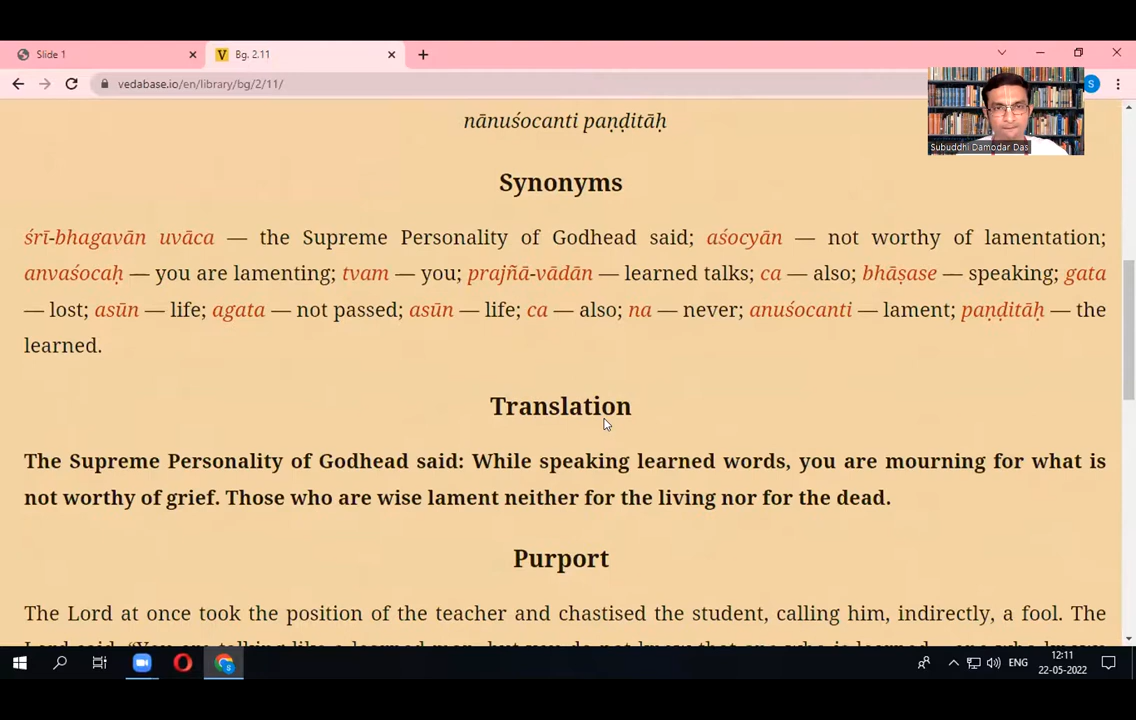 Slide 1
Bg. 2.11
vedabase.io/en/library/bg/2/11/
S
Subuddhi Damodar Das
nānuśocanti paṇḍitāḥ
Synonyms
śrī-bhagavān uvāca — the Supreme Personality of Godhead said; aśocyān — not worthy of lamentation;
anvaśocaḥ — you are lamenting; tvam — you; prajñā-vādān — learned talks; ca — also; bhāṣase — speaking; gata
— lost; asūn — life; agata — not passed; asūn — life; ca — also; na — never; anuśocanti — lament; paṇḍitāḥ — the
learned.
Translation
The Supreme Personality of Godhead said: While speaking learned words, you are mourning for what is
not worthy of grief. Those who are wise lament neither for the living nor for the dead.
Purport
The Lord at once took the position of the teacher and chastised the student, calling him, indirectly, a fool. The
ENG
12:11
22-05-2022